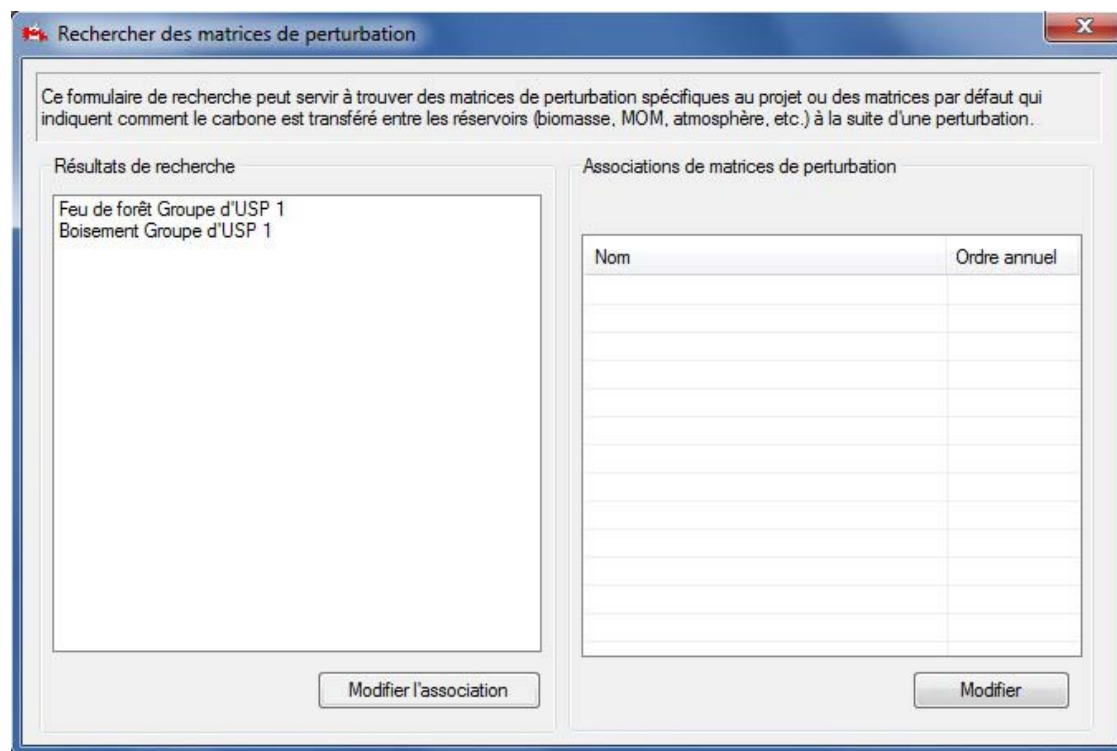 Rechercher des matrices de perturbation
Ce formulaire de recherche peut servir à trouver des matrices de perturbation spécifiques au projet ou des matrices par défaut qui
indiquent comment le carbone est transféré entre les réservoirs (biomasse, MOM, atmosphère, etc.) à la suite d'une perturbation.
Résultats de recherche
Feu de forêt Groupe d'USP 1
Boisement Groupe d'USP 1
Modifier l'association
Associations de matrices de perturbation
Nom Ordre annuel
Modifier